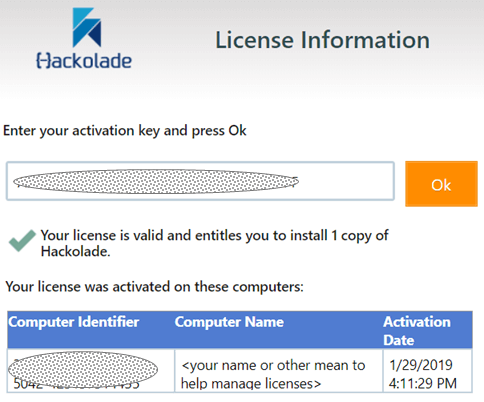 Hackolade
License Information
Enter your activation key and press Ok
Ok
Your license is valid and entitles you to install 1 copy of
Hackolade.
Your license was activated on these computers:
Computer Identifier Computer Name Activation
Date
<your name or other mean to 1/29/2019
help manage licenses> 4:11:29 PM